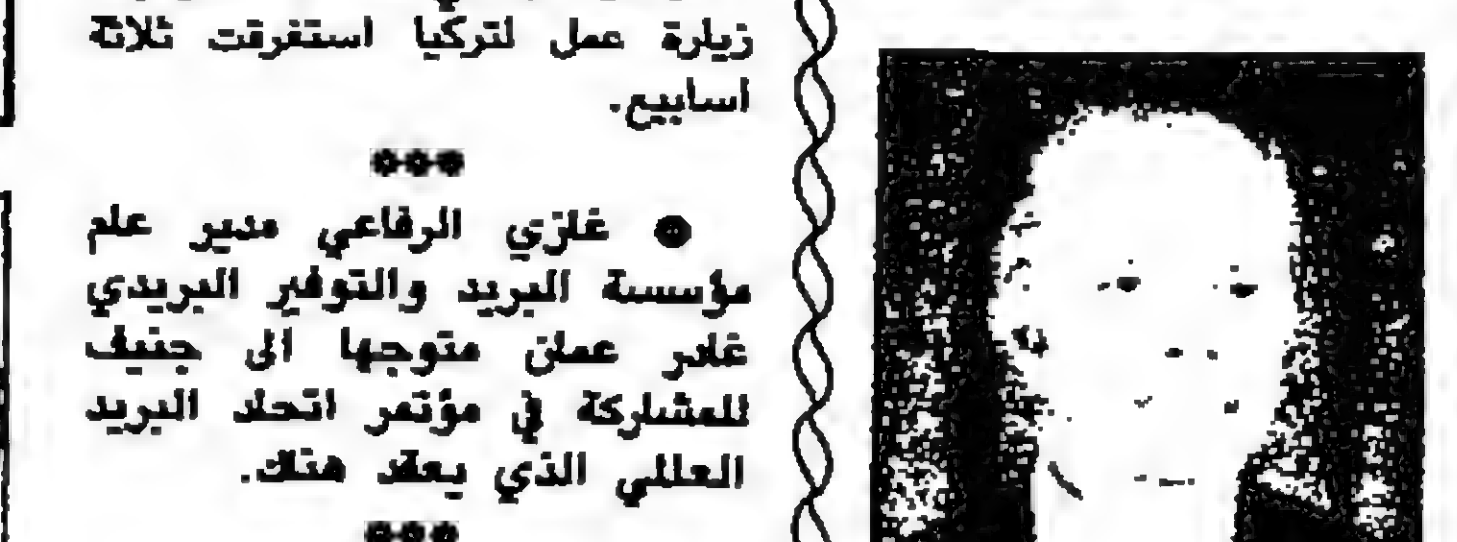 زيارة عمل لتركيا استغرقت ثلاثة
اسابيع.
***
● غازي الرفاعي مدير عام
مؤسسة البريد والتوفير البريدي
غادر عمان متوجها الى جنيف
للمشاركة في مؤتمر اتحاد البريد
العالمي الذي يعقد هناك.
***